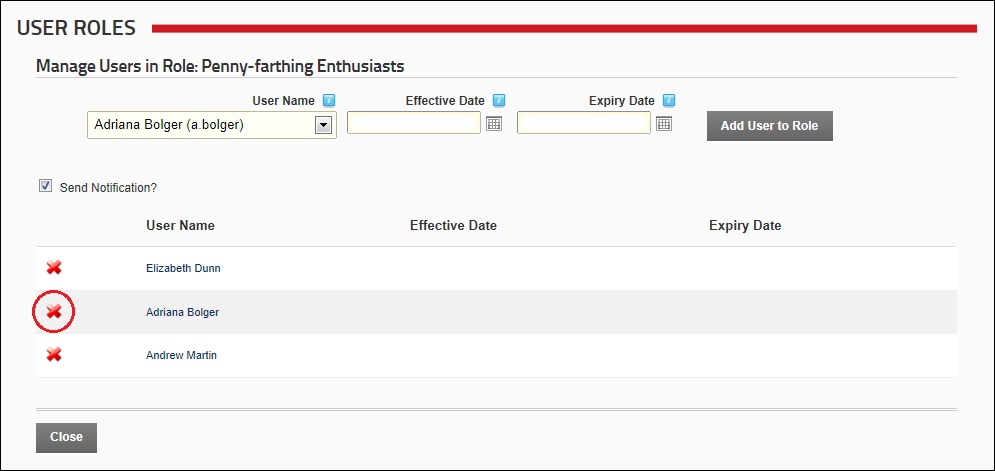 USER ROLES
Manage Users in Role: Penny-farthing Enthusiasts
User Name Effective Date Expiry Date
Adriana Bolger (a.bolger) Add User to Role
Send Notification?
User Name Effective Date Expiry Date
Elizabeth Dunn
Adriana Bolger
Andrew Martin
Close